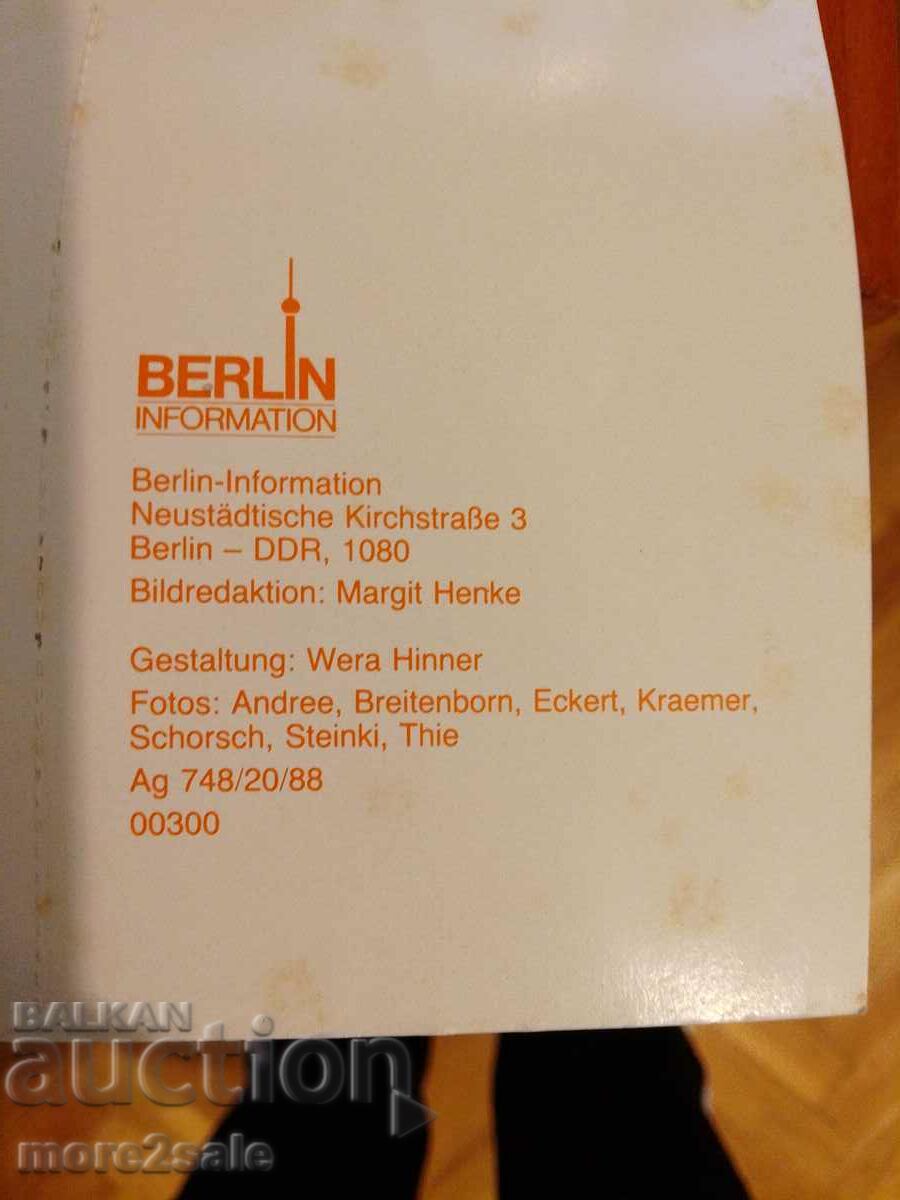 BERLIN
INFORMATION
Berlin-Information
Neustädtische Kirchstraße 3
Berlin – DDR, 1080
Bildredaktion: Margit Henke
Gestaltung: Wera Hinner
Fotos: Andree, Breitenborn, Eckert, Kraemer,
Schorsch, Steinki, Thie
Ag 748/20/88
00300
BALKAN
auction
more2sale